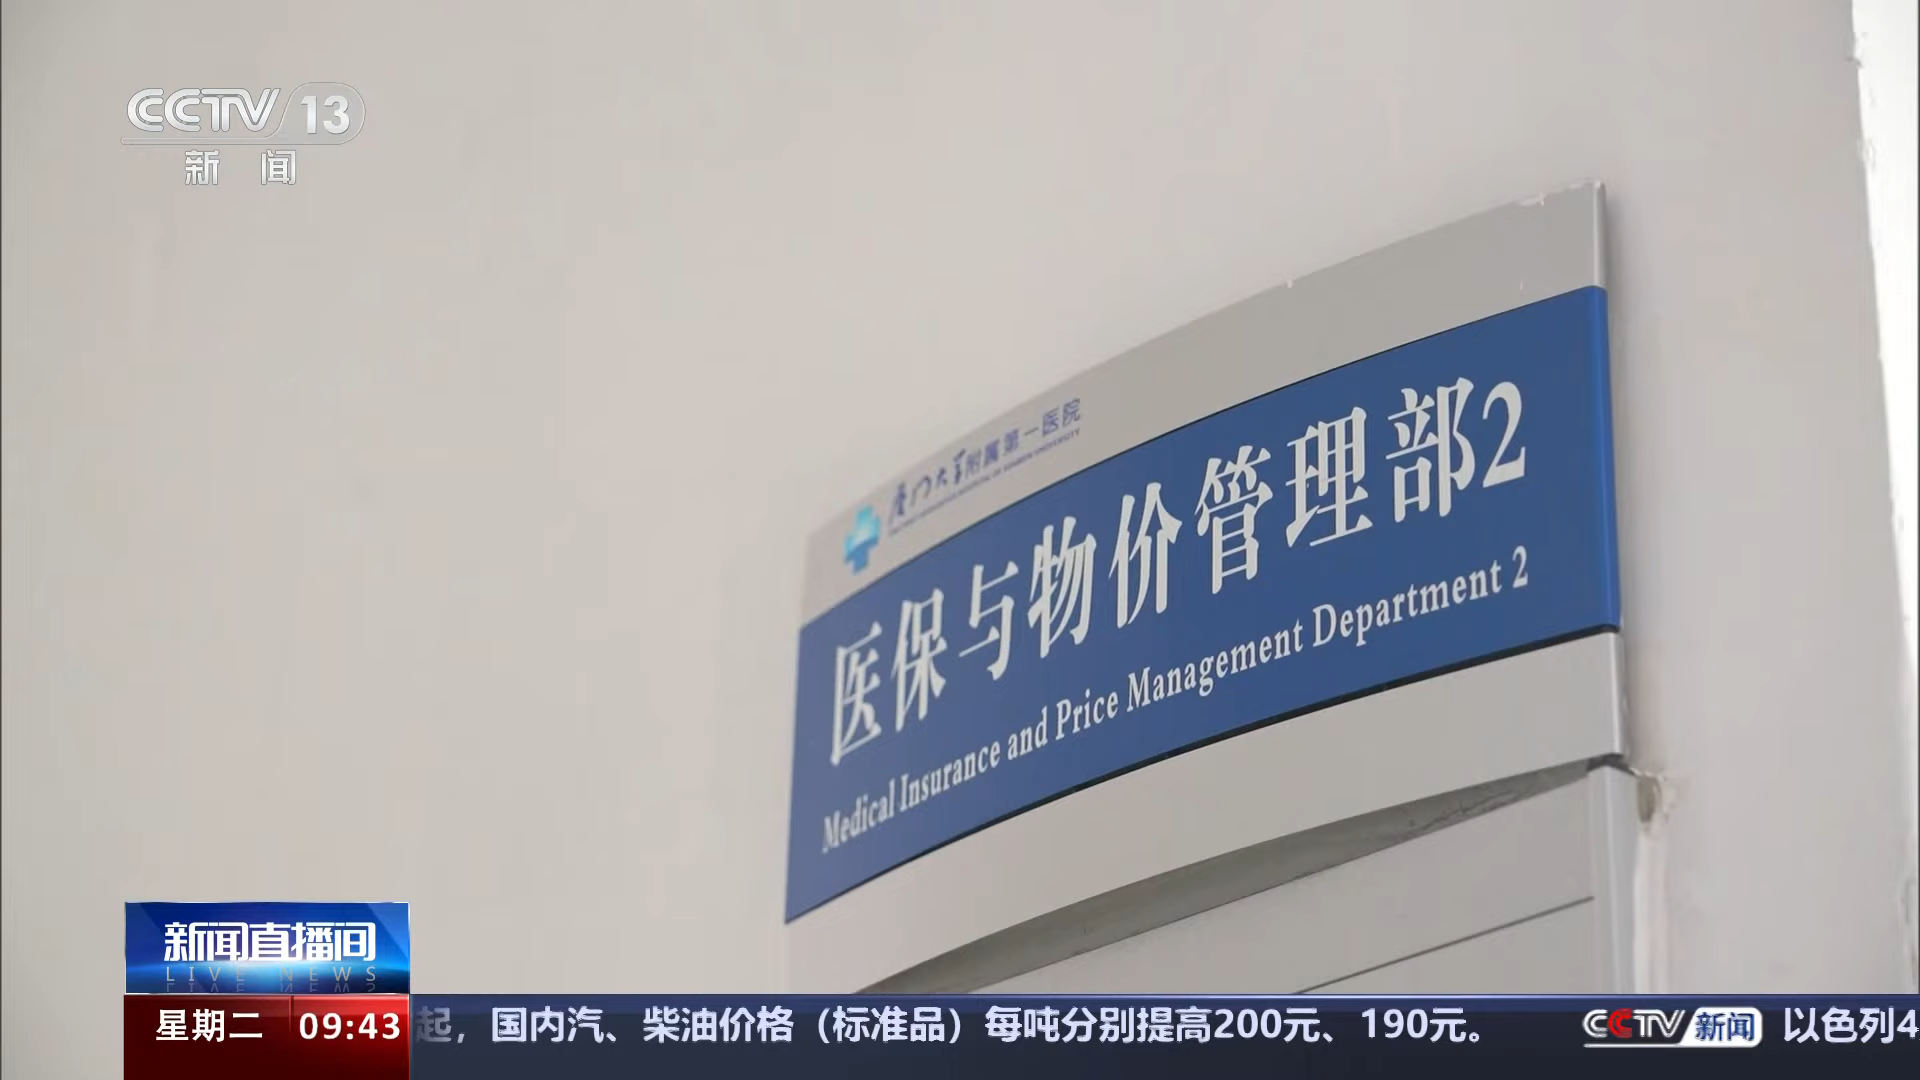 CCTV 13
新闻
厦门大学附属第一医院
医保与物价管理部2
Medical Insurance and Price Management Department 2
新闻直播间
LIVE NEWS
星期二 09:43
起，国内汽、柴油价格（标准品）每吨分别提高200元、190元。 CCTV新闻 以色列4